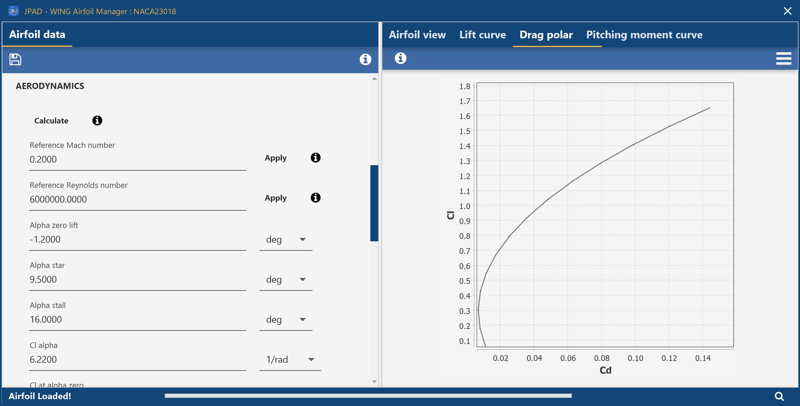 JPAD - WING Airfoil Manager : NACA23018
Airfoil data
Airfoil view Lift curve Drag polar Pitching moment curve
AERODYNAMICS
Calculate
Reference Mach number
0.2000
Apply
Reference Reynolds number
6000000.0000
Apply
Alpha zero lift
-1.2000
deg
Alpha star
9.5000
deg
Alpha stall
16.0000
deg
Cl alpha
6.2200
1/rad
Cl at alpha zero
1.8
1.7
1.6
1.5
1.4
1.3
1.2
1.1
1.0
0.9
0.8
0.7
0.6
0.5
0.4
0.3
0.2
0.1
Cl
0.02 0.04 0.06 0.08 0.10 0.12 0.14
Cd
Airfoil Loaded!